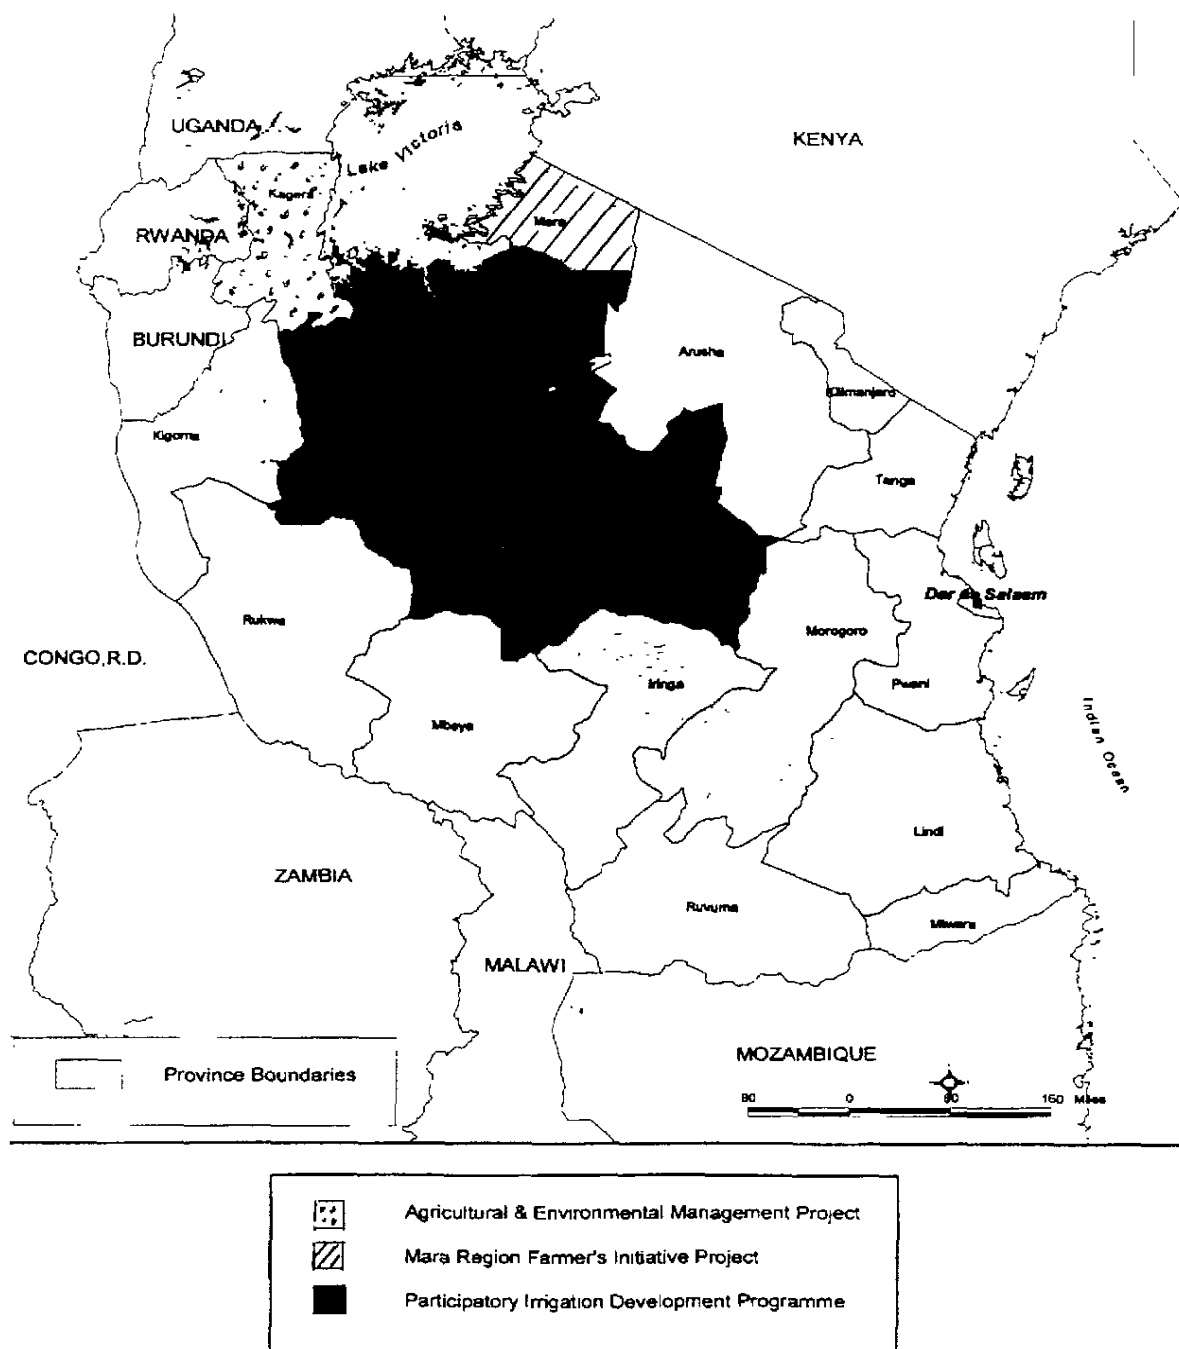 UGANDA
Lake Victoria
KENYA
Kagera
Mara
RWANDA
BURUNDI
Arusha
Kilimanjaro
Kigoma
Tanga
Dar es Salaam
Rukwa
Morogoro
CONGO,R.D.
Iringa
Pwani
Mbeya
Indian Ocean
Lindi
ZAMBIA
Ruvuma
Mtwara
MALAWI
MOZAMBIQUE
Province Boundaries
80 0 80 160 Miles
Agricultural & Environmental Management Project
Mara Region Farmer's Initiative Project
Participatory Irrigation Development Programme